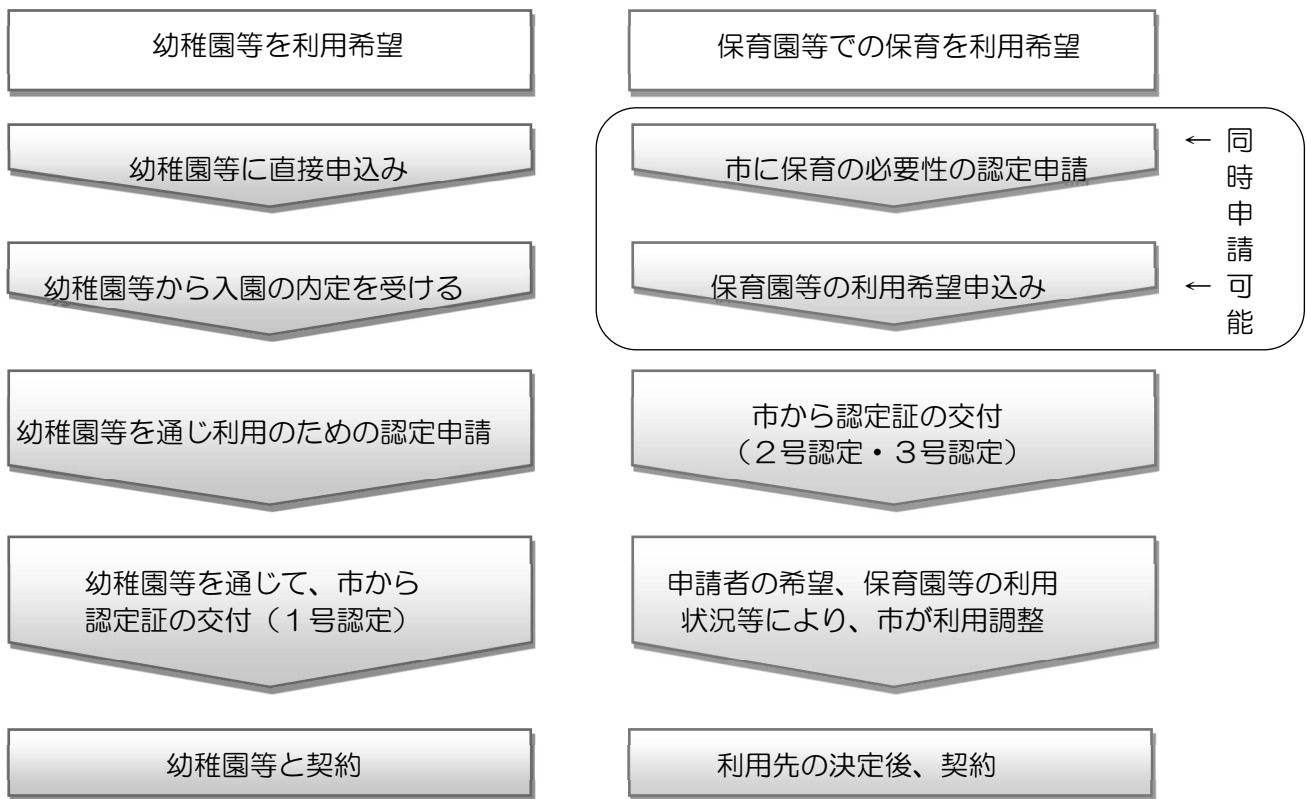 幼稚園等を利用希望
幼稚園等に直接申込み
幼稚園等から入園の内定を受ける
幼稚園等を通じ利用のための認定申請
幼稚園等を通じて、市から
認定証の交付（１号認定）
幼稚園等と契約
保育園等での保育を利用希望
市に保育の必要性の認定申請
保育園等の利用希望申込み
← 同時申請可能 ←
市から認定証の交付
（２号認定・３号認定）
申請者の希望、保育園等の利用
状況等により、市が利用調整
利用先の決定後、契約